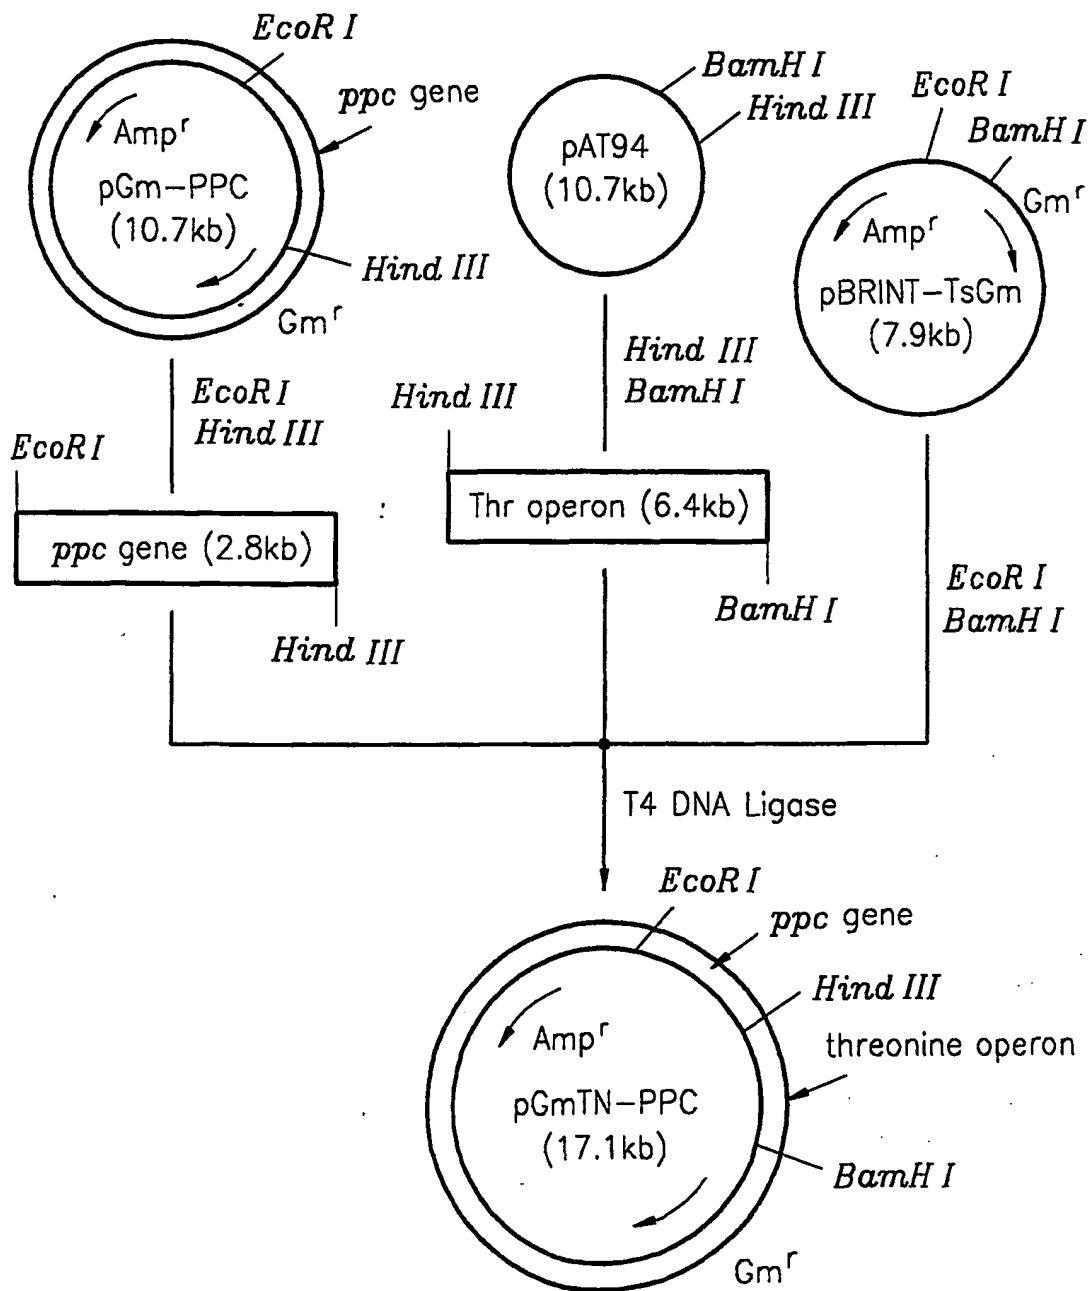 EcoR I
ppc gene
Amp^r
pGm-PPC
(10.7kb)
Hind III
Gm^r
BamH I
Hind III
pAT94
(10.7kb)
EcoR I
BamH I
Gm^r
Amp^r
pBRINT-TsGm
(7.9kb)
EcoR I
Hind III
EcoR I
ppc gene (2.8kb)
Hind III
Hind III
BamH I
Hind III
Thr operon (6.4kb)
BamH I
EcoR I
BamH I
T4 DNA Ligase
EcoR I
ppc gene
Hind III
threonine operon
Amp^r
pGmTN-PPC
(17.1kb)
BamH I
Gm^r